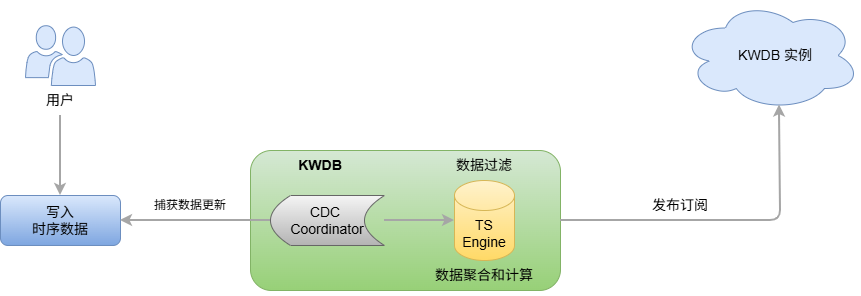 KWDB 实例
用户
KWDB
数据过滤
写入
时序数据
捕获数据更新
CDC
Coordinator
TS
Engine
发布订阅
数据聚合和计算